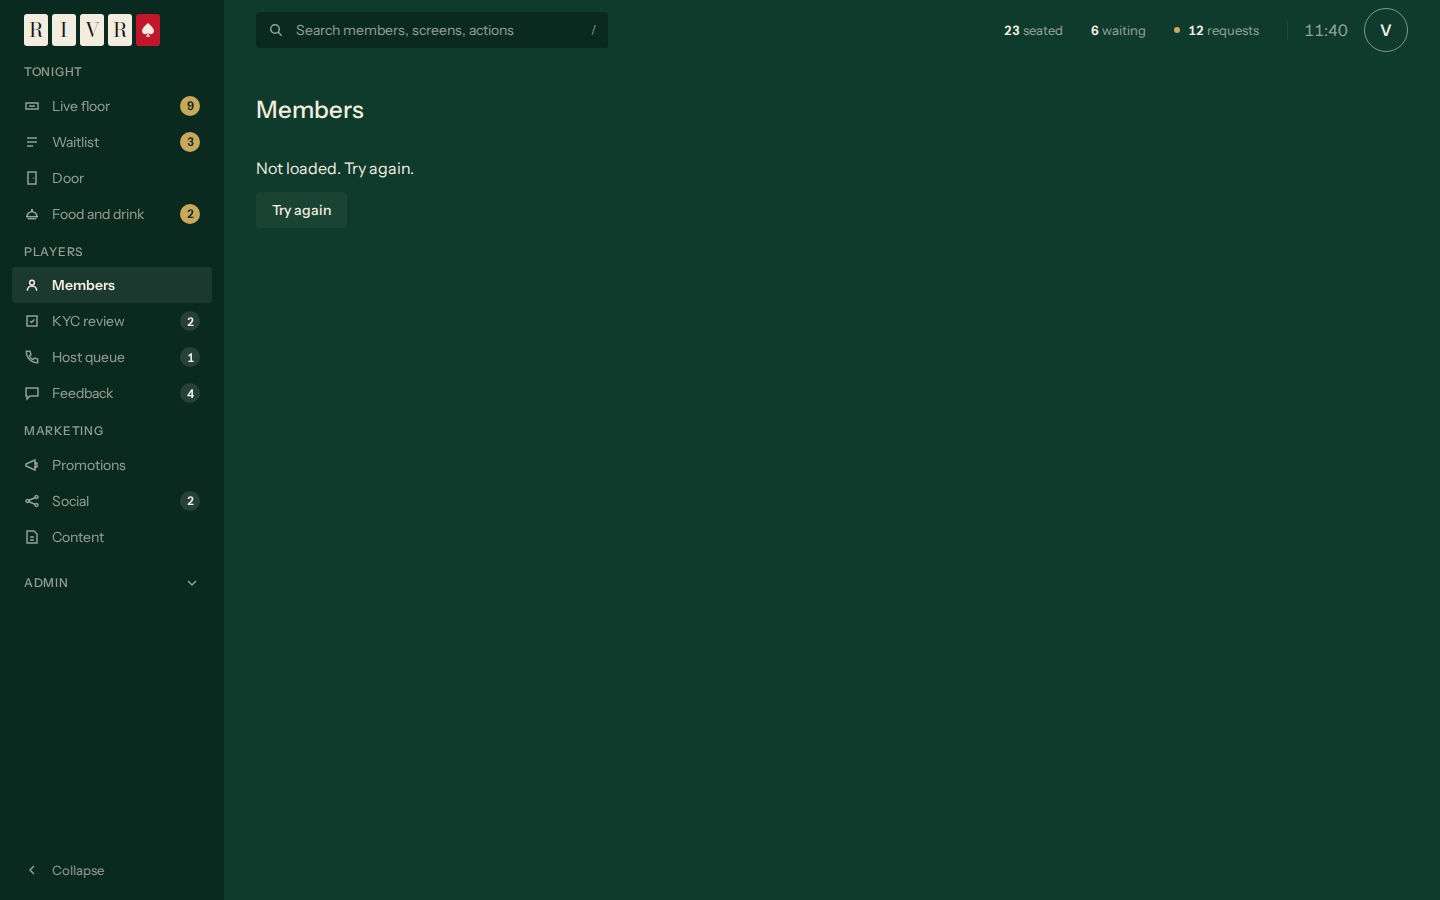 RIVR
Search members, screens, actions /
23 seated 6 waiting 12 requests 11:40 V
TONIGHT
Live floor 9
Waitlist 3
Door
Food and drink 2
PLAYERS
Members
KYC review 2
Host queue 1
Feedback 4
MARKETING
Promotions
Social 2
Content
ADMIN
Collapse
Members
Not loaded. Try again.
Try again